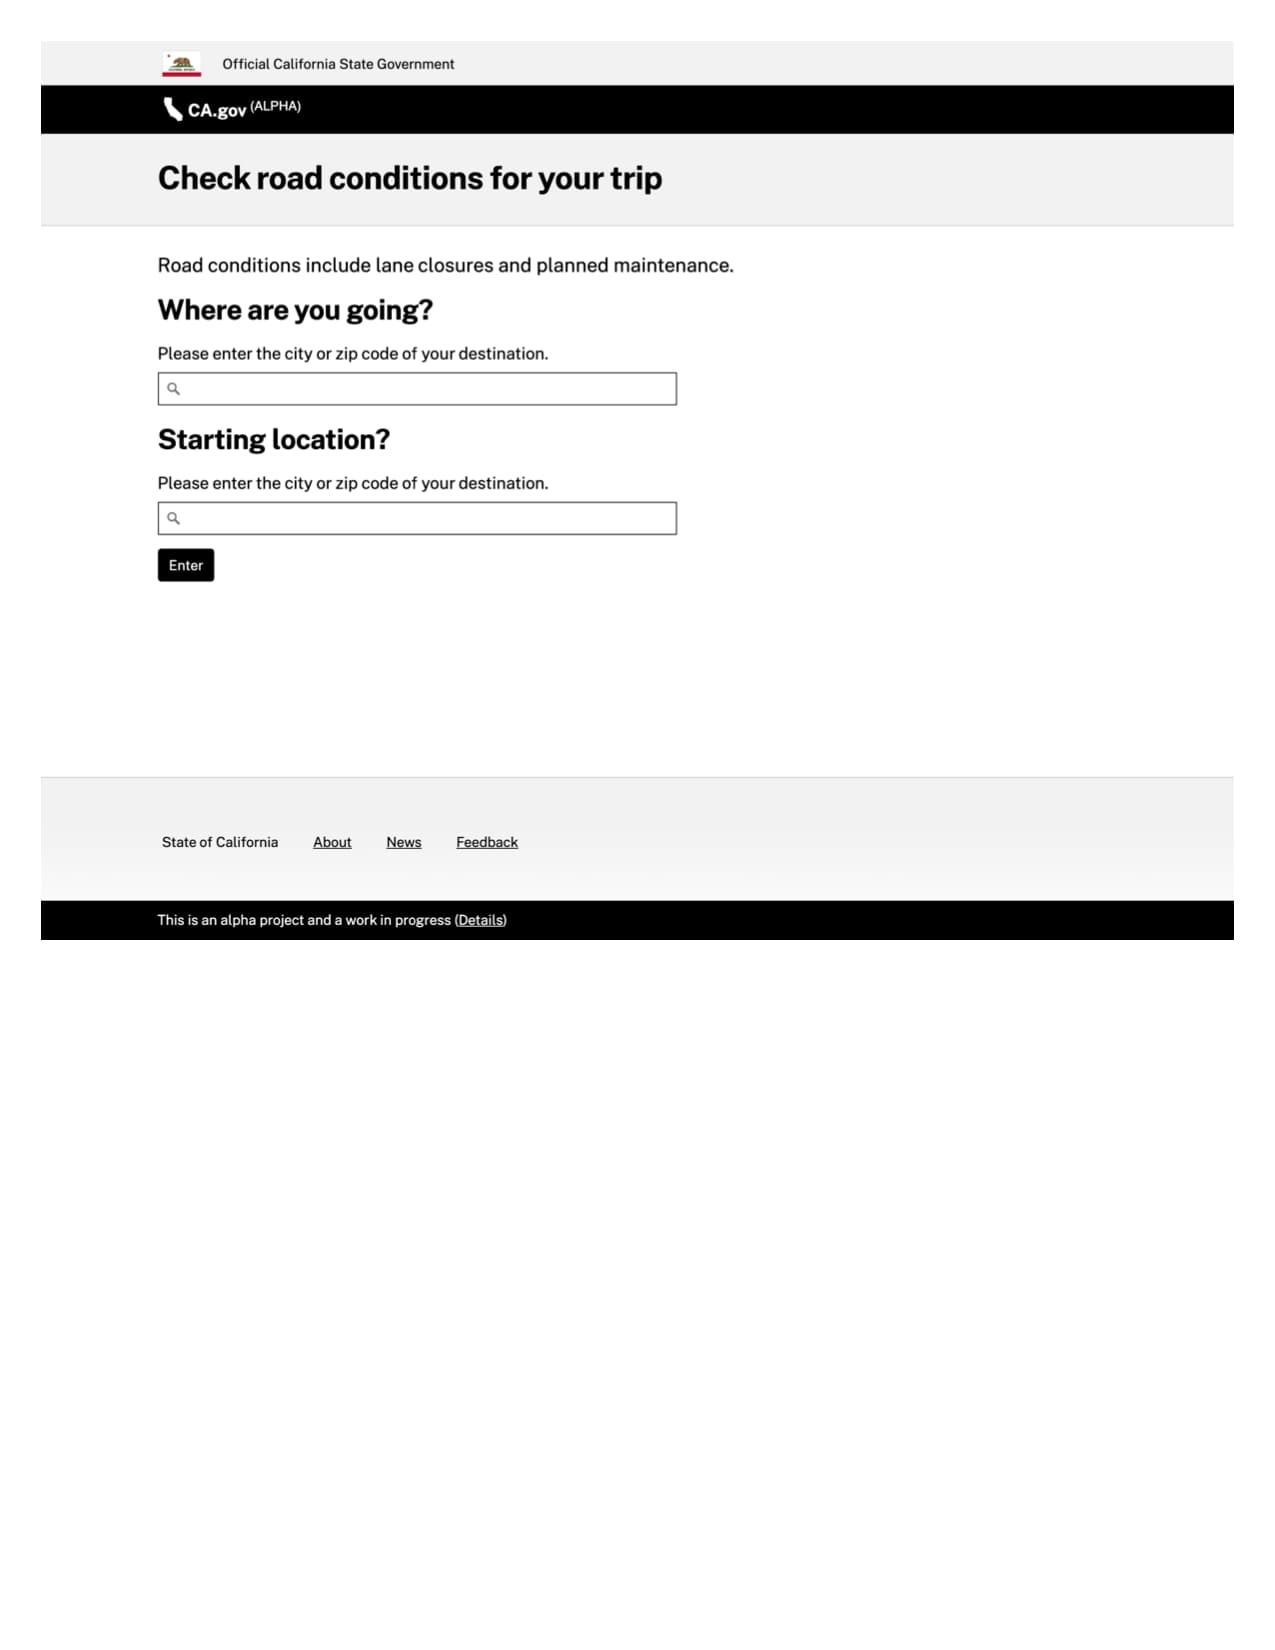 Official California State Government
CA.gov (ALPHA)
Check road conditions for your trip
Road conditions include lane closures and planned maintenance.
Where are you going?
Please enter the city or zip code of your destination.
Starting location?
Please enter the city or zip code of your destination.
Enter
State of California About News Feedback
This is an alpha project and a work in progress (Details)